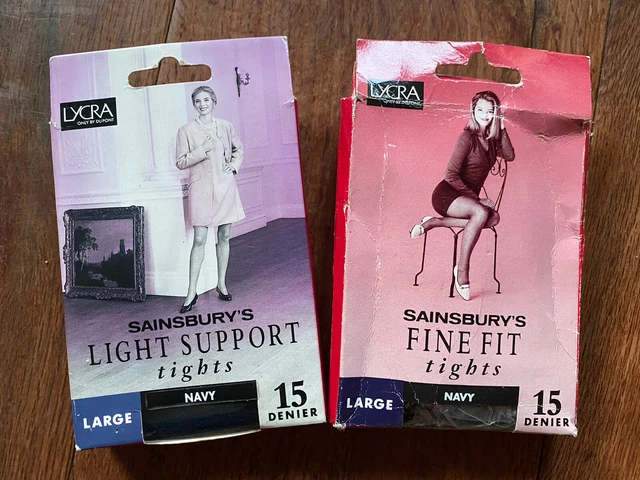 LYCRA
ONLY BY DUPONT
SAINSBURY'S
LIGHT SUPPORT
tights
LARGE
NAVY
15
DENIER
LYCRA
ONLY BY DUPONT
SAINSBURY'S
FINE FIT
tights
LARGE
NAVY
15
DENIER